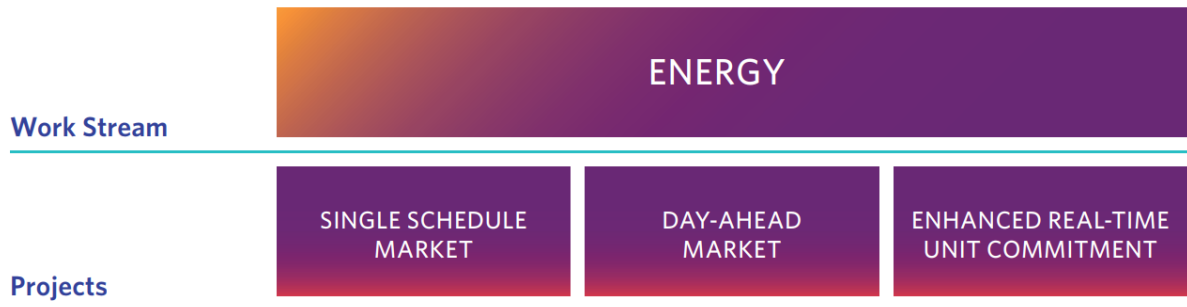 ENERGY
Work Stream
SINGLE SCHEDULE
MARKET
DAY-AHEAD
MARKET
ENHANCED REAL-TIME
UNIT COMMITMENT
Projects